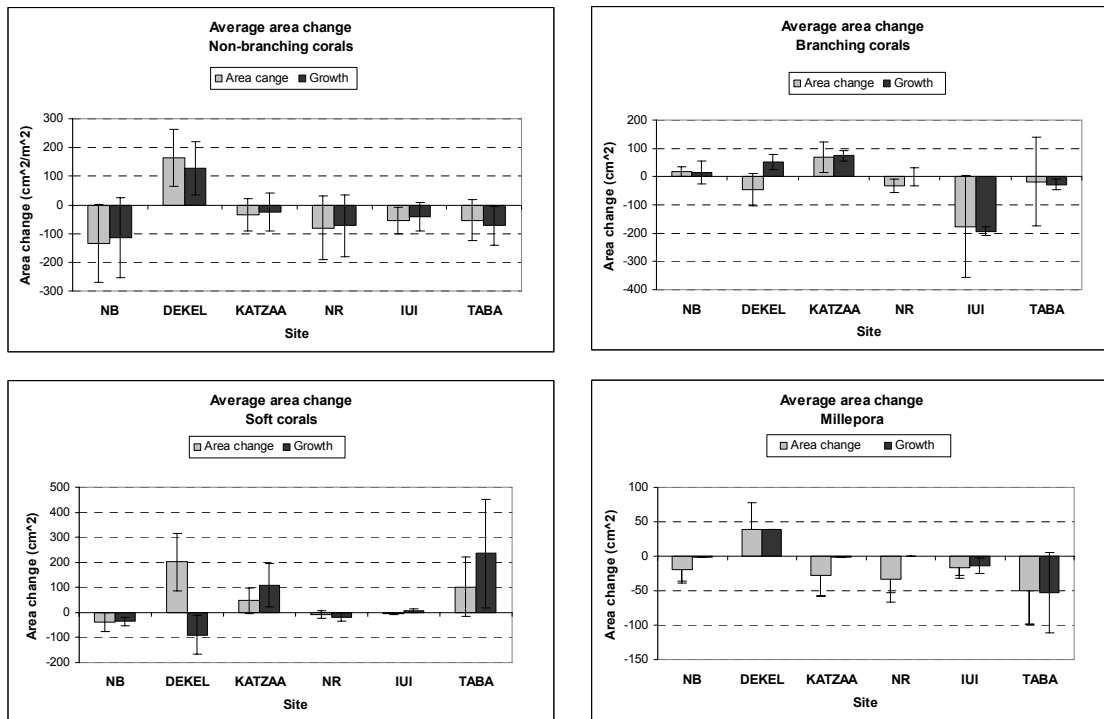 Average area change
Non-branching corals
Area cange Growth
Area change (cm^2/m^2)
300
200
100
0
-100
-200
-300
NB DEKEL KATZAA NR IUI TABA
Site
Average area change
Branching corals
Area change Growth
Area change (cm^2)
200
100
0
-100
-200
-300
-400
NB DEKEL KATZAA NR IUI TABA
Site
Average area change
Soft corals
Area change Growth
Area change (cm^2)
500
400
300
200
100
0
-100
-200
NB DEKEL KATZAA NR IUI TABA
Site
Average area change
Millepora
Area change Growth
Area change (cm^2)
100
50
0
-50
-100
-150
NB DEKEL KATZAA NR IUI TABA
Site